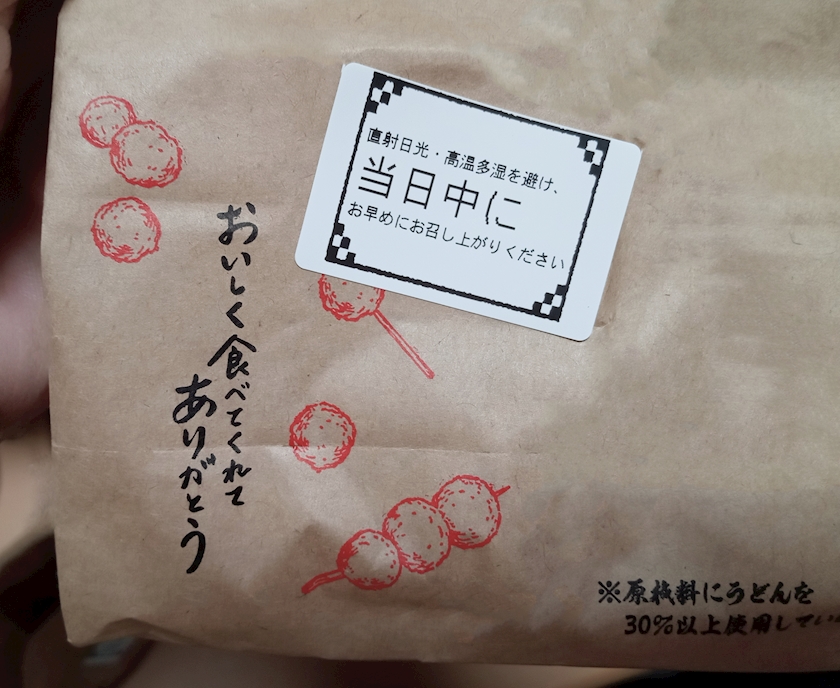 直射日光・高温多湿を避け、
当日中に
お早めにお召し上がりください
おいしく食べてくれて
ありがとう
※原材料にうどんを
30%以上使用してい